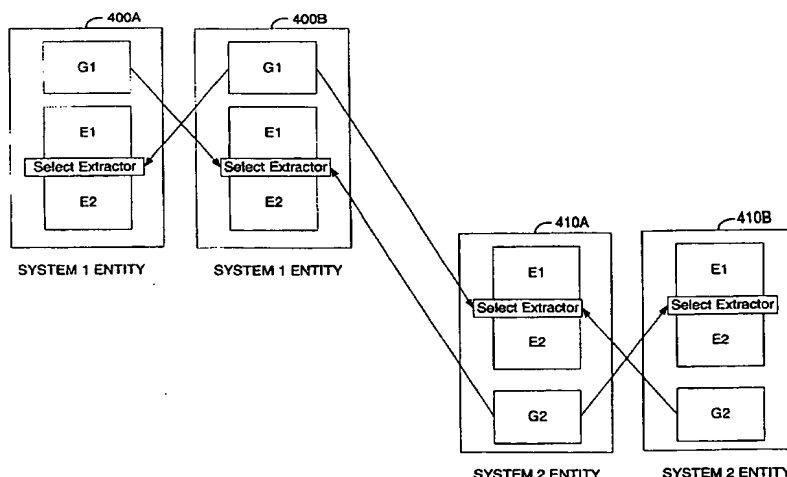 400A
400B
G1
G1
E1
E1
Select Extractor
Select Extractor
E2
E2
SYSTEM 1 ENTITY
SYSTEM 1 ENTITY
410A
410B
E1
E1
Select Extractor
Select Extractor
E2
E2
G2
G2
SYSTEM 2 ENTITY
SYSTEM 2 ENTITY